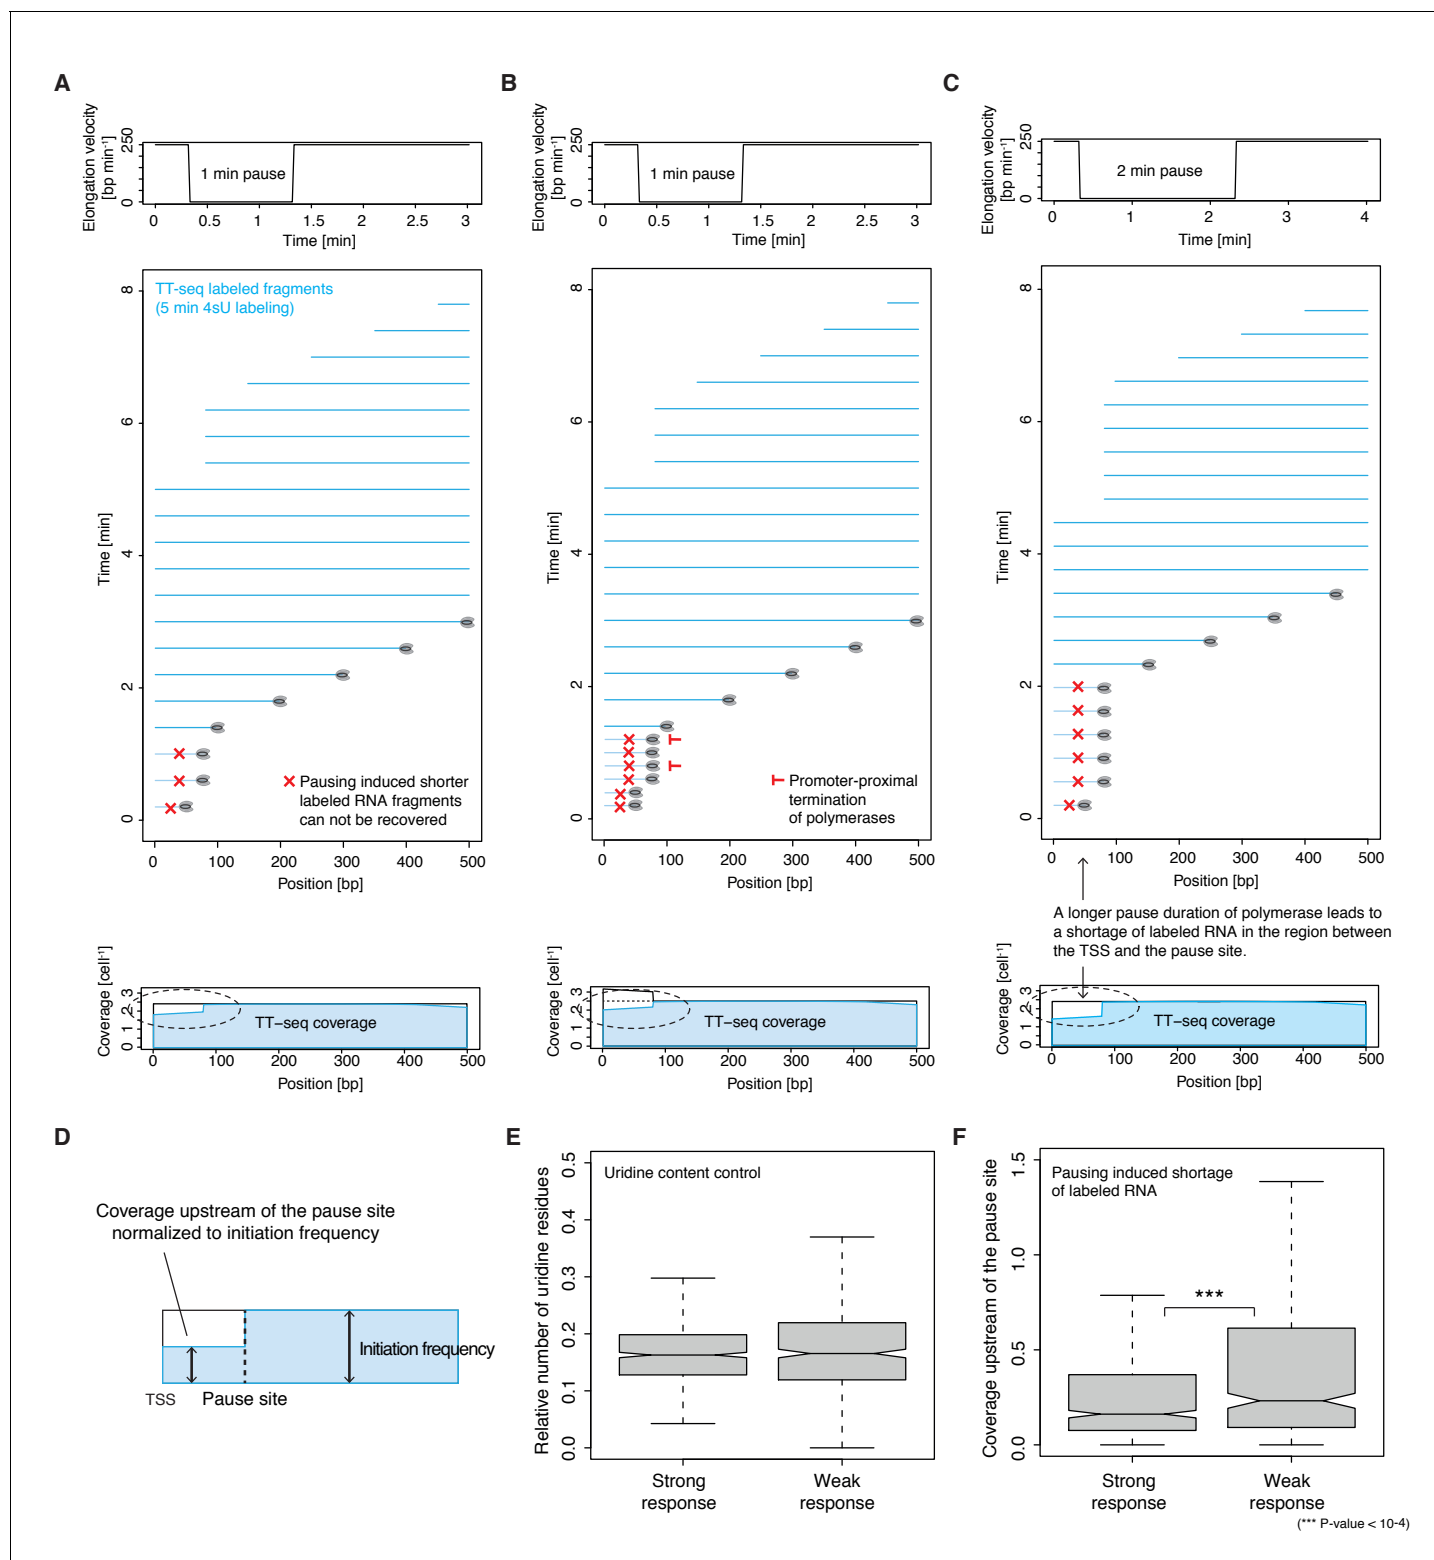 A
Elongation velocity
[bp min-1]
0
250
1 min pause
0
0.5
1
1.5
2
2.5
3
Time [min]
TT-seq labeled fragments
(5 min 4sU labeling)
Time [min]
0
2
4
6
8
Pausing induced shorter
labeled RNA fragments
can not be recovered
0
100
200
300
400
500
Position [bp]
Coverage [cell-1]
0
1
2
3
TT–seq coverage
0
100
200
300
400
500
Position [bp]
B
Elongation velocity
[bp min-1]
0
250
1 min pause
0
0.5
1
1.5
2
2.5
3
Time [min]
Time [min]
0
2
4
6
8
Promoter-proximal
termination
of polymerases
0
100
200
300
400
500
Position [bp]
Coverage [cell-1]
0
1
2
3
TT–seq coverage
0
100
200
300
400
500
Position [bp]
C
Elongation velocity
[bp min-1]
0
250
2 min pause
0
1
2
3
4
Time [min]
Time [min]
0
2
4
6
8
0
100
200
300
400
500
Position [bp]
A longer pause duration of polymerase leads to
a shortage of labeled RNA in the region between
the TSS and the pause site.
Coverage [cell-1]
0
1
2
3
TT–seq coverage
0
100
200
300
400
500
Position [bp]
D
Coverage upstream of the pause site
normalized to initiation frequency
Initiation frequency
TSS
Pause site
E
Relative number of uridine residues
0.0
0.1
0.2
0.3
0.4
0.5
Uridine content control
Strong
response
Weak
response
F
Coverage upstream of the pause site
0.0
0.5
1.0
1.5
Pausing induced shortage
of labeled RNA
***
Strong
response
Weak
response
(*** P-value < 10-4)